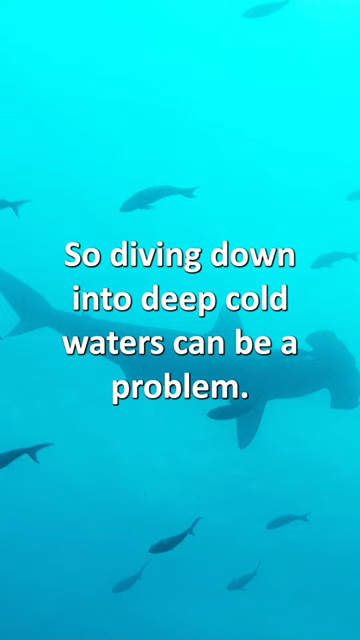 So diving down
into deep cold
waters can be a
problem.